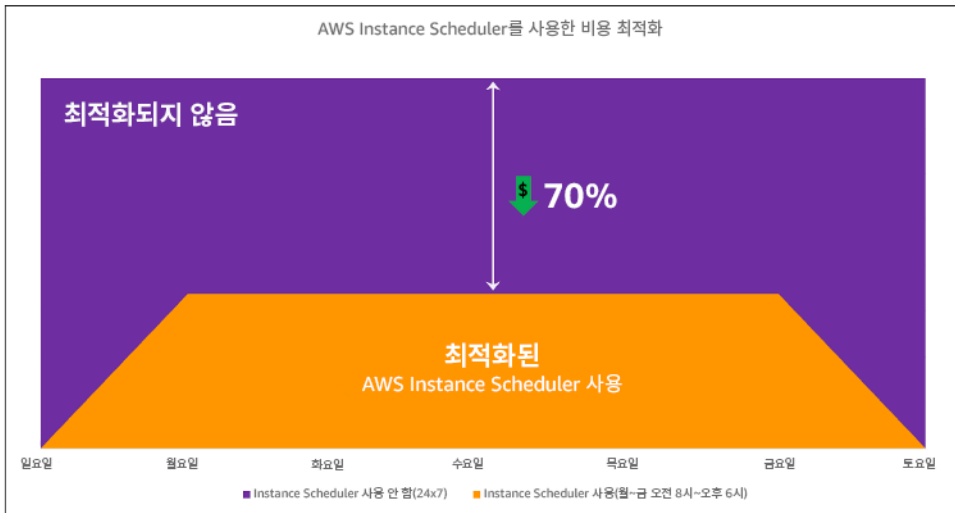 AWS Instance Scheduler를 사용한 비용 최적화
최적화되지 않음
$ 70%
최적화된
AWS Instance Scheduler 사용
일요일 월요일 화요일 수요일 목요일 금요일 토요일
Instance Scheduler 사용 안 함(24x7) Instance Scheduler 사용(월~금 오전 8시~오후 6시)